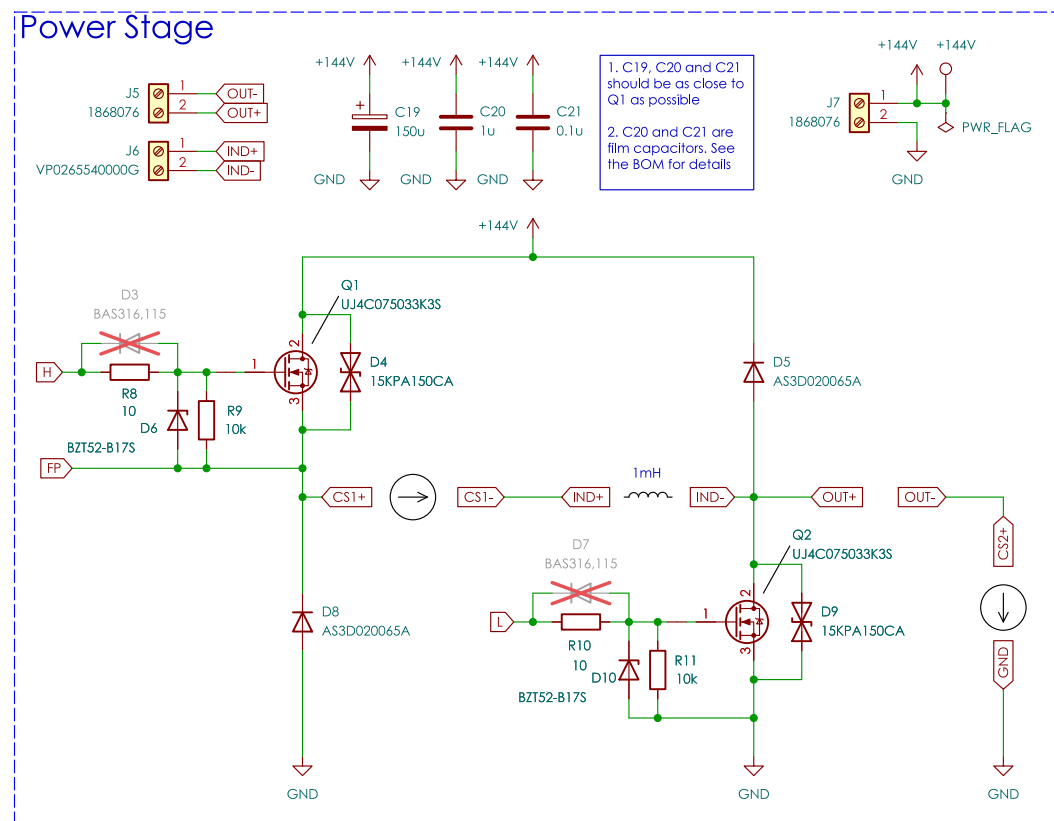 Power Stage
J5
1868076
1
2
OUT-
OUT+
J6
VP0265540000G
1
2
IND+
IND-
+144V
+
C19
150u
GND
+144V
C20
1u
GND
+144V
C21
0.1u
GND
1. C19, C20 and C21
should be as close to
Q1 as possible
2. C20 and C21 are
film capacitors. See
the BOM for details
+144V
+144V
J7
1868076
1
2
PWR_FLAG
GND
+144V
D3
BAS316,115
H
R8
10
D6
BZT52-B17S
R9
10k
FP
1
2
3
Q1
UJ4C075033K3S
D4
15KPA150CA
D5
AS3D020065A
CS1+
CS1-
IND+
1mH
IND-
OUT+
OUT-
CS2+
GND
GND
D8
AS3D020065A
GND
D7
BAS316,115
L
R10
10
D10
BZT52-B17S
R11
10k
1
2
3
Q2
UJ4C075033K3S
D9
15KPA150CA
GND